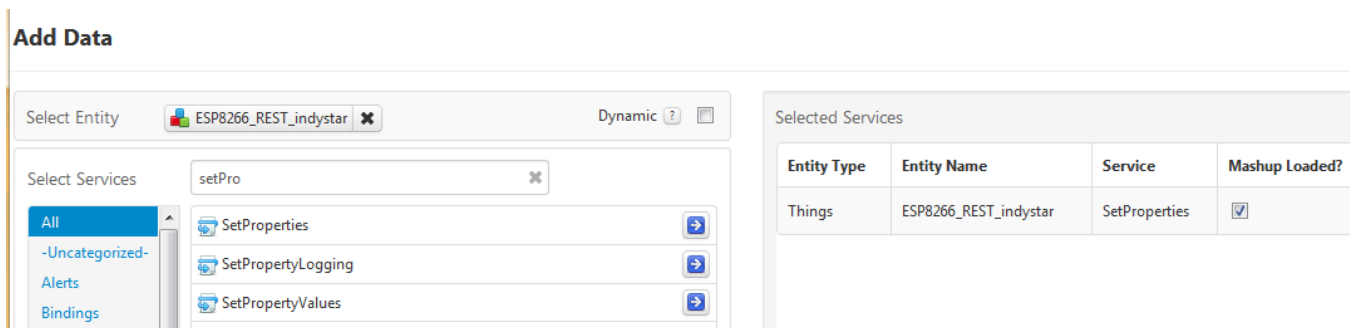 Add Data
Select Entity ESP8266_REST_indystar ✖ Dynamic ?
Select Services setPro ✖
All
-Uncategorized-
Alerts
Bindings
SetProperties
SetPropertyLogging
SetPropertyValues
Selected Services
Entity Type Entity Name Service Mashup Loaded?
Things ESP8266_REST_indystar SetProperties